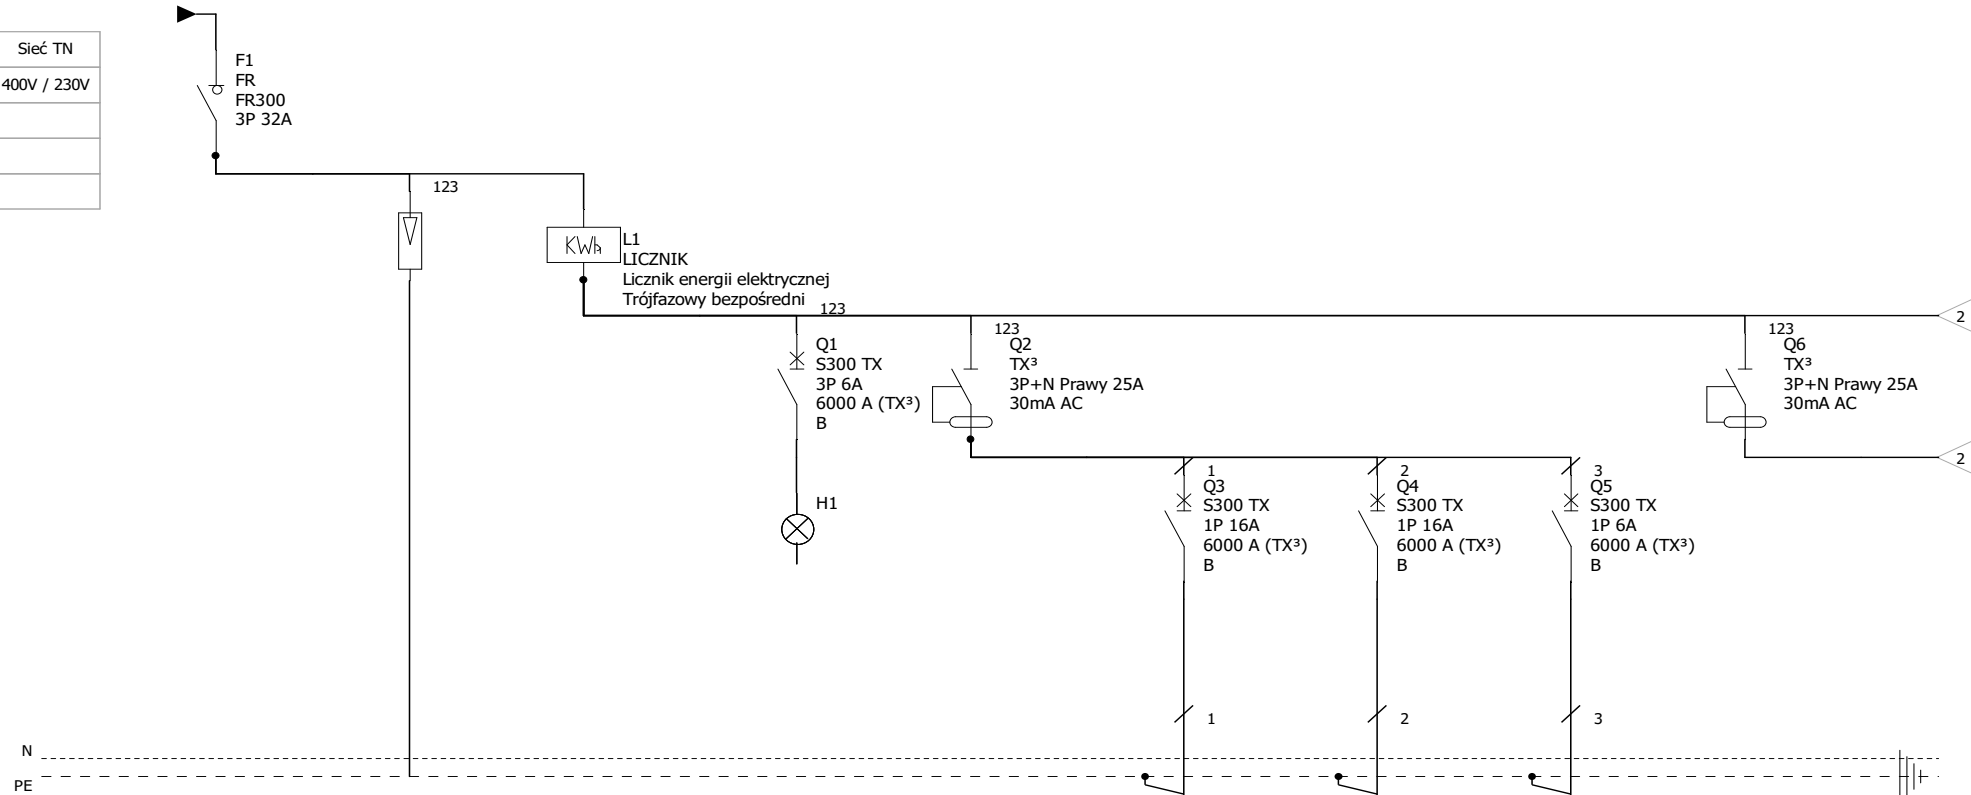 Sieć TN
400V / 230V
F1
FR
FR300
3P 32A
123
KWh
L1
LICZNIK
Licznik energii elektrycznej
Trójfazowy bezpośredni
123
2
Q1
S300 TX
3P 6A
6000 A (TX³)
B
123
Q2
TX³
3P+N Prawy 25A
30mA AC
123
Q6
TX³
3P+N Prawy 25A
30mA AC
2
H1
1
Q3
S300 TX
1P 16A
6000 A (TX³)
B
2
Q4
S300 TX
1P 16A
6000 A (TX³)
B
3
Q5
S300 TX
1P 6A
6000 A (TX³)
B
1
2
3
N
PE